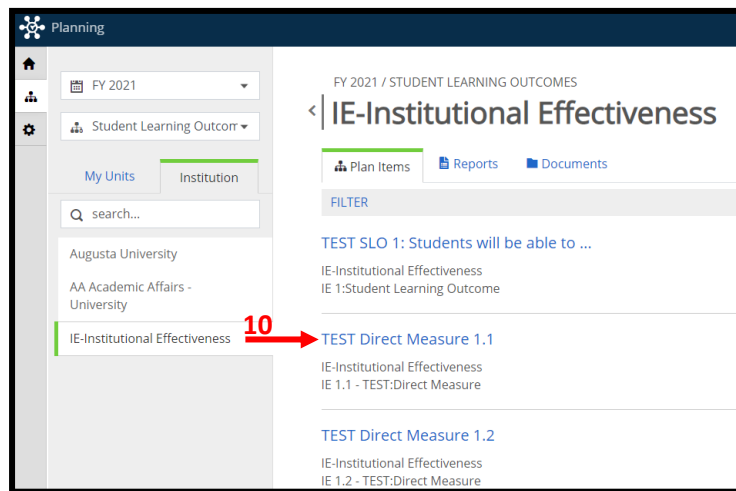 Planning
FY 2021
Student Learning Outcom
My Units
Institution
search...
Augusta University
AA Academic Affairs -
University
IE-Institutional Effectiveness
10
FY 2021 / STUDENT LEARNING OUTCOMES
IE-Institutional Effectiveness
Plan Items
Reports
Documents
FILTER
TEST SLO 1: Students will be able to ...
IE-Institutional Effectiveness
IE 1:Student Learning Outcome
TEST Direct Measure 1.1
IE-Institutional Effectiveness
IE 1.1 - TEST:Direct Measure
TEST Direct Measure 1.2
IE-Institutional Effectiveness
IE 1.2 - TEST:Direct Measure